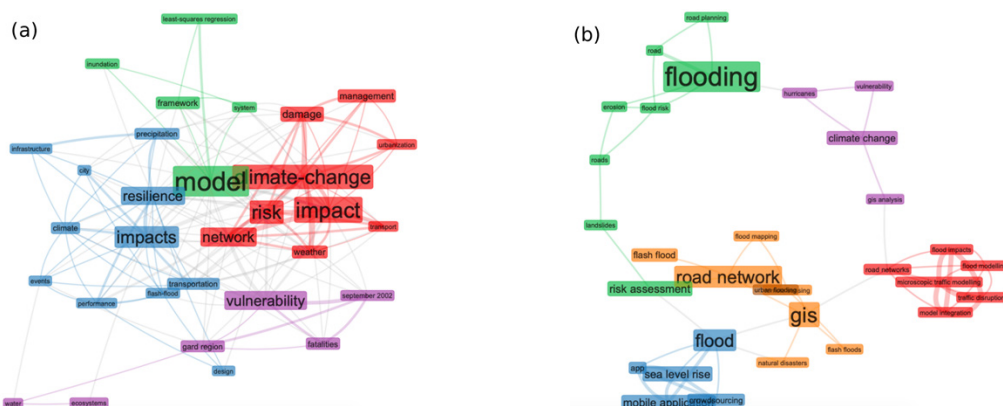 (a)
least-squares regression
inundation
framework
system
management
damage
urbanization
precipitation
infrastructure
city
model
imate-change
resilience
risk
impact
climate
impacts
network
transport
weather
events
transportation
flash-flood
performance
vulnerability
september 2002
gard region
fatalities
design
water
ecosystems
(b)
road planning
road
flooding
hurricanes
vulnerability
erosion
flood risk
climate change
roads
gis analysis
landslides
flood mapping
flash flood
flood impacts
road network
road networks
flood modelling
risk assessment
microscopic traffic modelling
traffic disruption
gis
model integration
flood
flash floods
natural disasters
app
sea level rise
mobile application
crowdsourcing